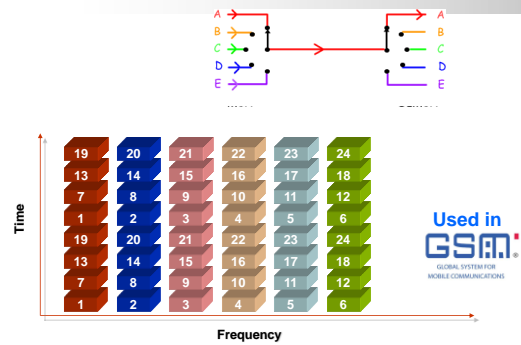 A A
B B
C C
D D
E E
19 20 21 22 23 24
13 14 15 16 17 18
7 8 9 10 11 12
1 2 3 4 5 6
19 20 21 22 23 24
13 14 15 16 17 18
7 8 9 10 11 12
1 2 3 4 5 6
Time
Frequency
Used in
GSM
GLOBAL SYSTEM FOR
MOBILE COMMUNICATIONS